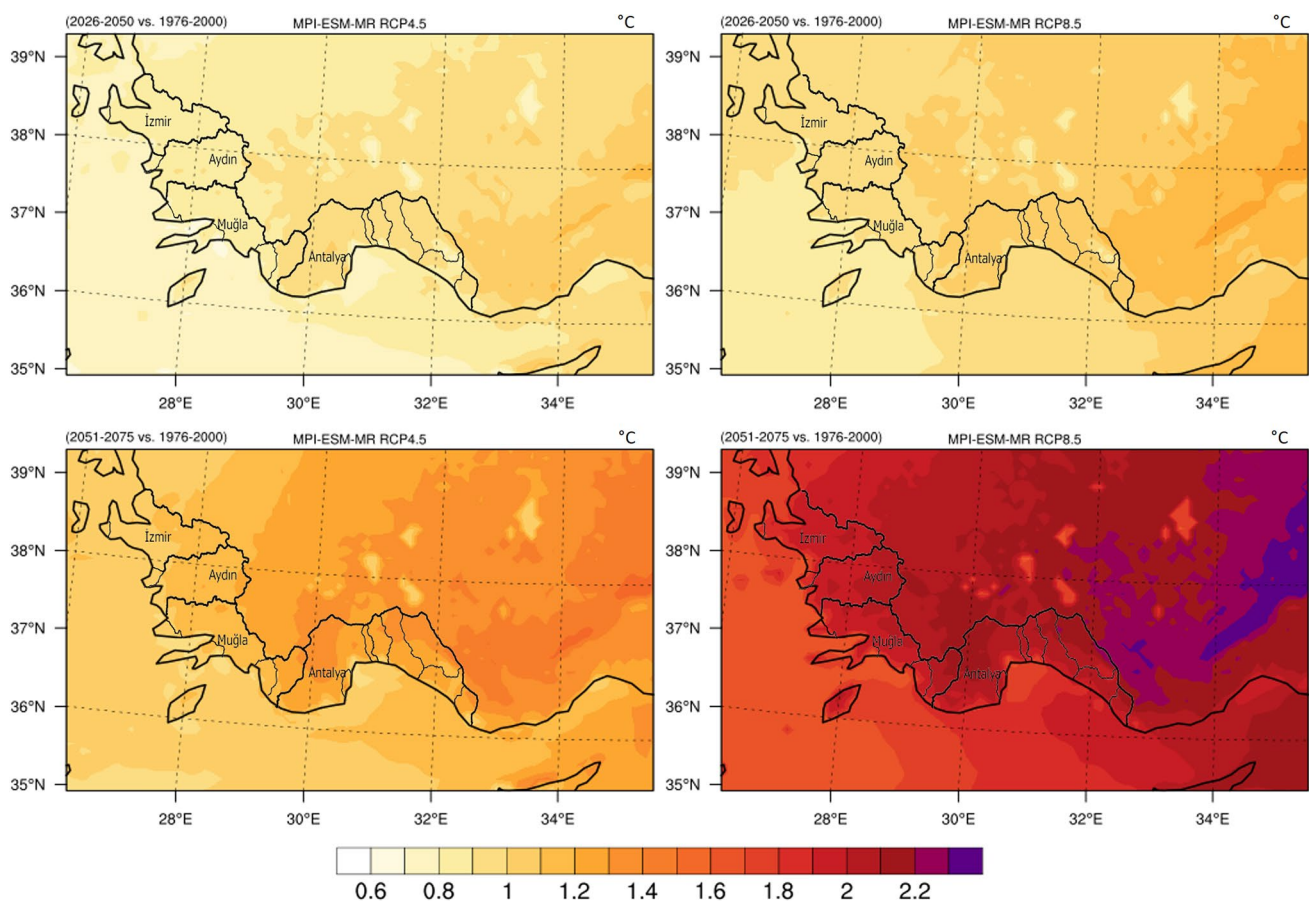 (2026-2050 vs. 1976-2000) MPI-ESM-MR RCP4.5 °C
39°N
38°N
37°N
36°N
35°N
İzmir
Aydın
Muğla
Antalya
28°E 30°E 32°E 34°E
(2026-2050 vs. 1976-2000) MPI-ESM-MR RCP8.5 °C
39°N
38°N
37°N
36°N
35°N
İzmir
Aydın
Muğla
Antalya
28°E 30°E 32°E 34°E
(2051-2075 vs. 1976-2000) MPI-ESM-MR RCP4.5 °C
39°N
38°N
37°N
36°N
35°N
İzmir
Aydın
Muğla
Antalya
28°E 30°E 32°E 34°E
(2051-2075 vs. 1976-2000) MPI-ESM-MR RCP8.5 °C
39°N
38°N
37°N
36°N
35°N
İzmir
Aydın
Muğla
Antalya
28°E 30°E 32°E 34°E
0.6 0.8 1 1.2 1.4 1.6 1.8 2 2.2